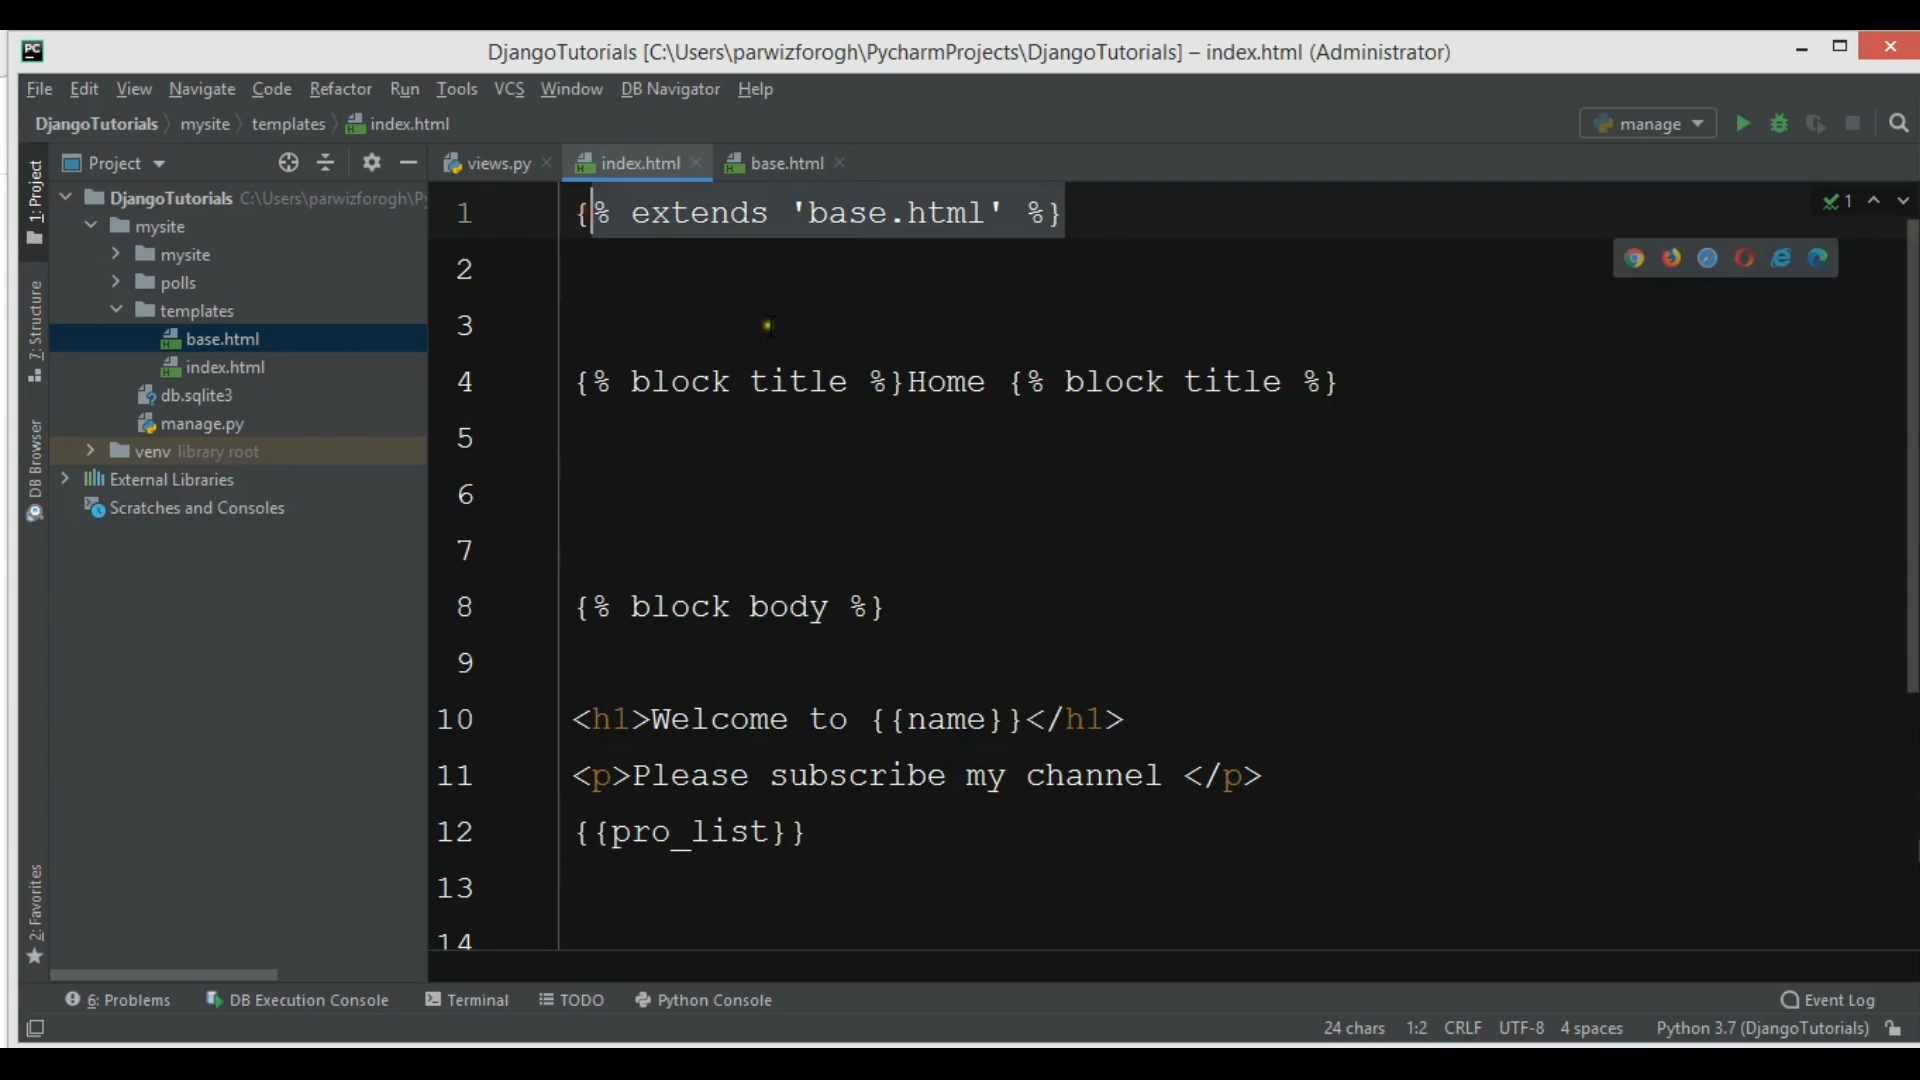 PC DjangoTutorials [C:\Users\parwizforogh\PycharmProjects\DjangoTutorials] – index.html (Administrator)
File Edit View Navigate Code Refactor Run Tools VCS Window DB Navigator Help
DjangoTutorials mysite templates index.html manage
1: Project
7: Structure
DB Browser
2: Favorites
Project
DjangoTutorials C:\Users\parwizforogh\Py
mysite
mysite
polls
templates
base.html
index.html
db.sqlite3
manage.py
venv library root
External Libraries
Scratches and Consoles
views.py index.html base.html
1 {% extends 'base.html' %}
1
2
3
4 {% block title %}Home {% block title %}
5
6
7
8 {% block body %}
9
10 <h1>Welcome to {{name}}</h1>
11 <p>Please subscribe my channel </p>
12 {{pro_list}}
13
14
6: Problems DB Execution Console Terminal TODO Python Console Event Log
24 chars 1:2 CRLF UTF-8 4 spaces Python 3.7 (DjangoTutorials)